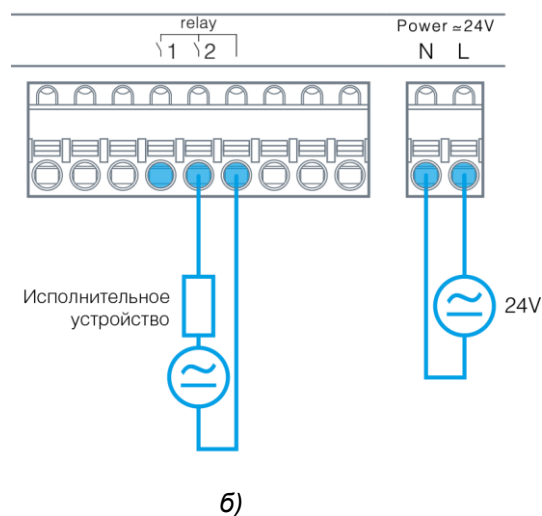 relay
Power ≃24V
1 2
N L
Исполнительное
устройство
24V
б)